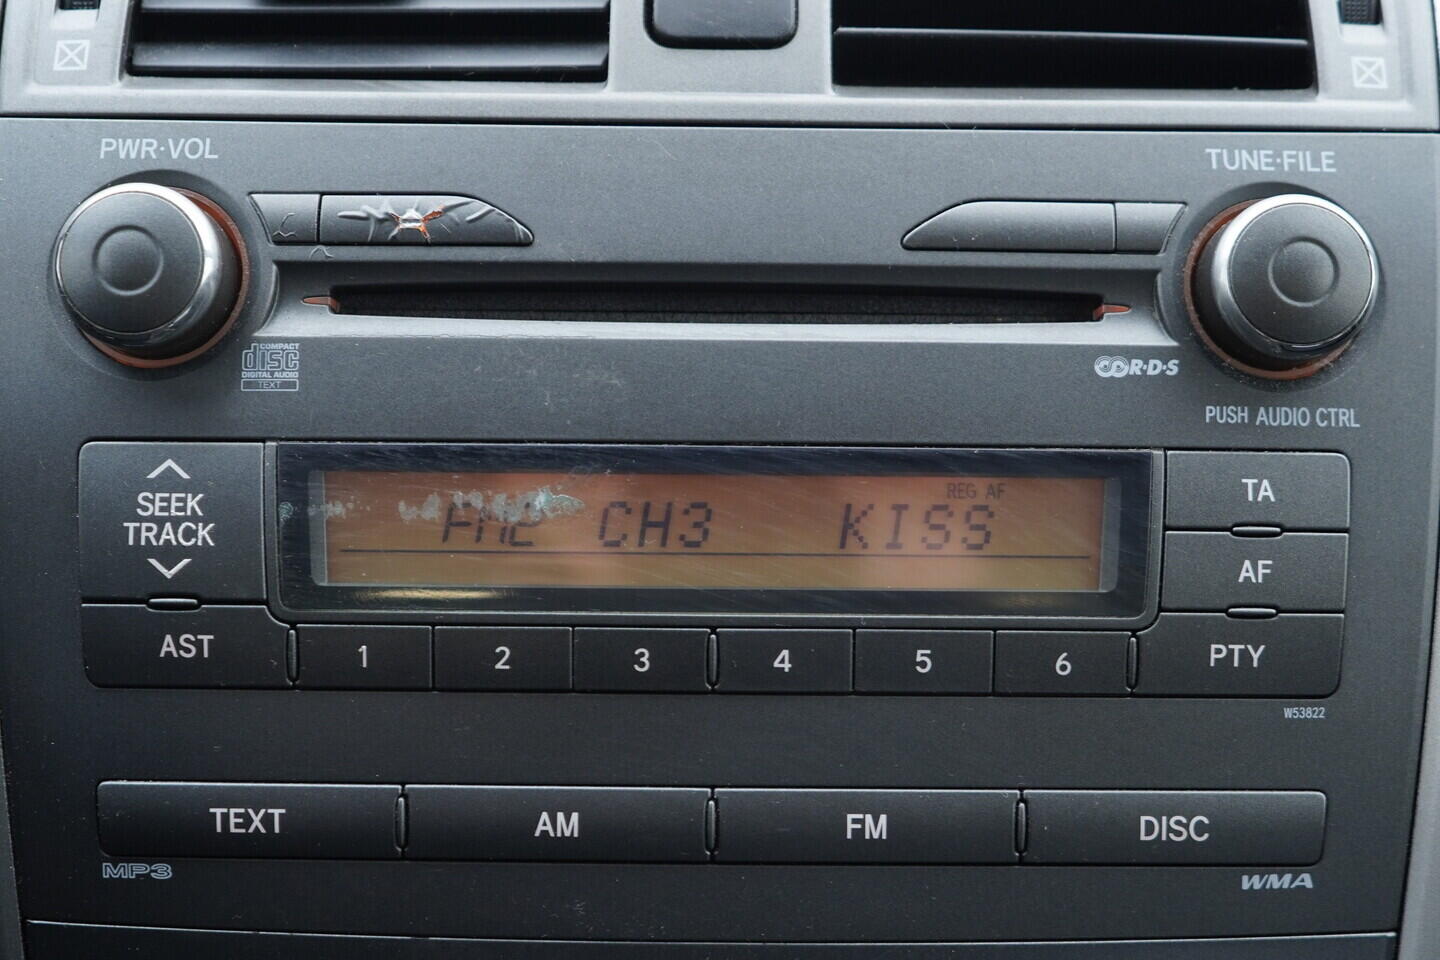 PWR·VOL
TUNE·FILE
COMPACT
disc
DIGITAL AUDIO
TEXT
R·D·S
PUSH AUDIO CTRL
SEEK
TRACK
REG AF
FM2 CH3 KISS
TA
AF
AST
1 2 3 4 5 6
PTY
W53822
TEXT AM FM DISC
MP3
WMA